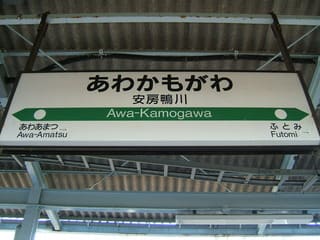 あわかもがわ
安房鴨川
Awa-Kamogawa
あわあまつ
Awa-Amatsu
ふとみ
Futomi